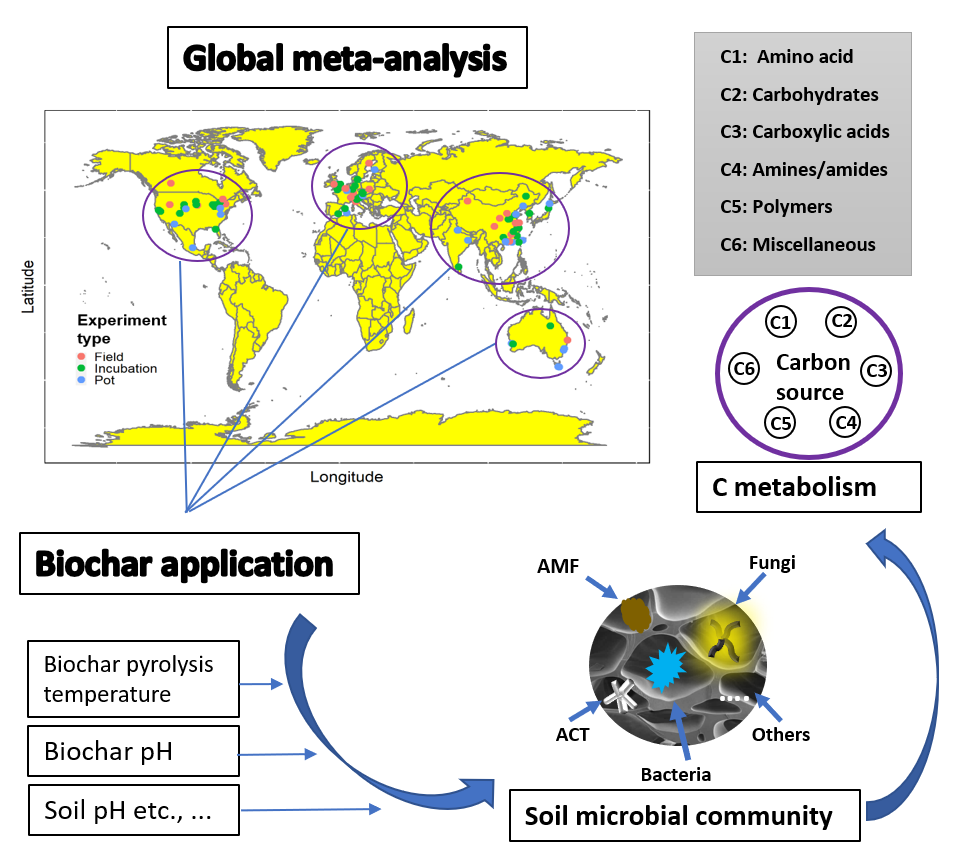 Global meta-analysis
Latitude
Experiment
type
Field
Incubation
Pot
Longitude
C1: Amino acid
C2: Carbohydrates
C3: Carboxylic acids
C4: Amines/amides
C5: Polymers
C6: Miscellaneous
C1
C2
C6
Carbon
source
C3
C5
C4
C metabolism
Biochar application
Biochar pyrolysis
temperature
Biochar pH
Soil pH etc., ...
AMF
Fungi
ACT
Others
Bacteria
Soil microbial community